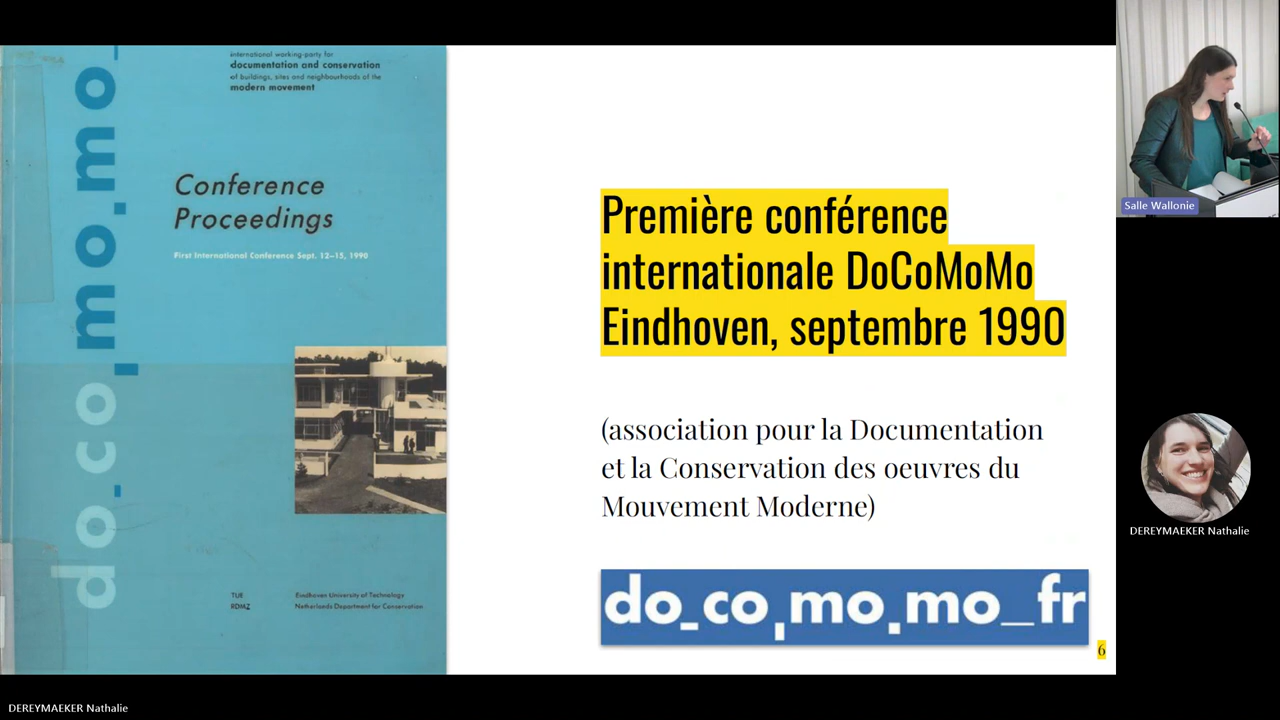 international working-party for
documentation and conservation
of buildings, sites and neighbourhoods of the
modern movement
do_co,mo.mo_
Conference
Proceedings
First International Conference Sept. 12-15, 1990
TUE Eindhoven University of Technology
RDMZ Netherlands Department for Conservation
Première conférence
internationale DoCoMoMo
Eindhoven, septembre 1990
(association pour la Documentation
et la Conservation des oeuvres du
Mouvement Moderne)
do_co,mo.mo_fr
6
Salle Wallonie
DEREYMAEKER Nathalie
DEREYMAEKER Nathalie